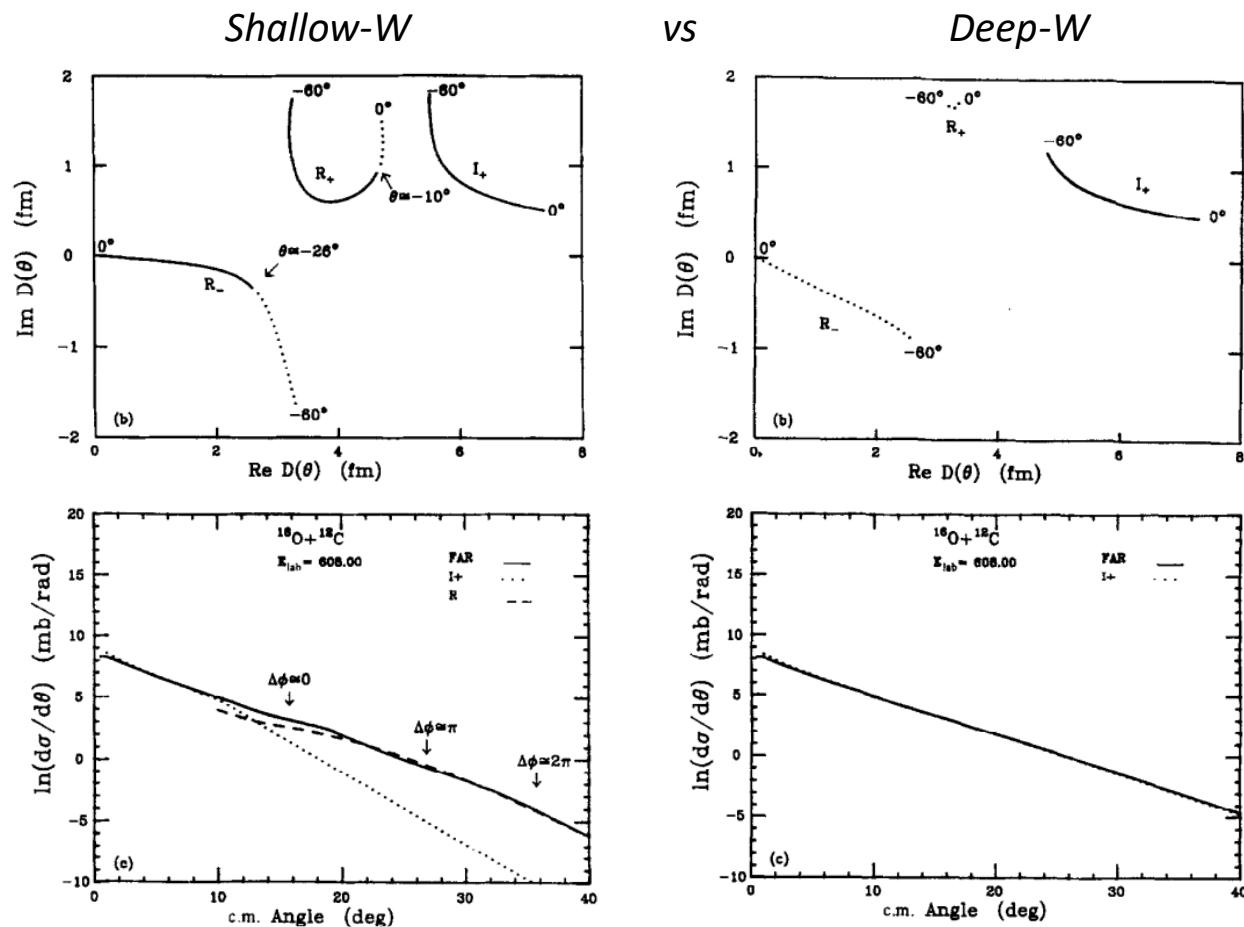 Shallow-W vs Deep-W
2
1
0
-1
-2
Im D(θ) (fm)
-60°
0°
-60°
R₊
θ≃-10°
I₊
0°
0°
θ≃-26°
R₋
-60°
(b)
0 2 4 6 8
Re D(θ) (fm)
2
1
0
-1
-2
Im D(θ) (fm)
-60° 0°
R₊
-60°
I₊
0°
0°
R₋
-60°
(b)
0. 2 4 6 8
Re D(θ) (fm)
20
15
10
5
0
-5
-10
ln(dσ/dθ) (mb/rad)
¹⁶O+¹²C
E_lab= 608.00
FAR
I+
R
Δϕ≃0
Δϕ≃π
Δϕ≃2π
(c)
0 10 20 30 40
c.m. Angle (deg)
20
15
10
5
0
-5
-10
ln(dσ/dθ) (mb/rad)
¹⁶O+¹²C
E_lab= 608.00
FAR
I+
(c)
0 10 20 30 40
c.m. Angle (deg)